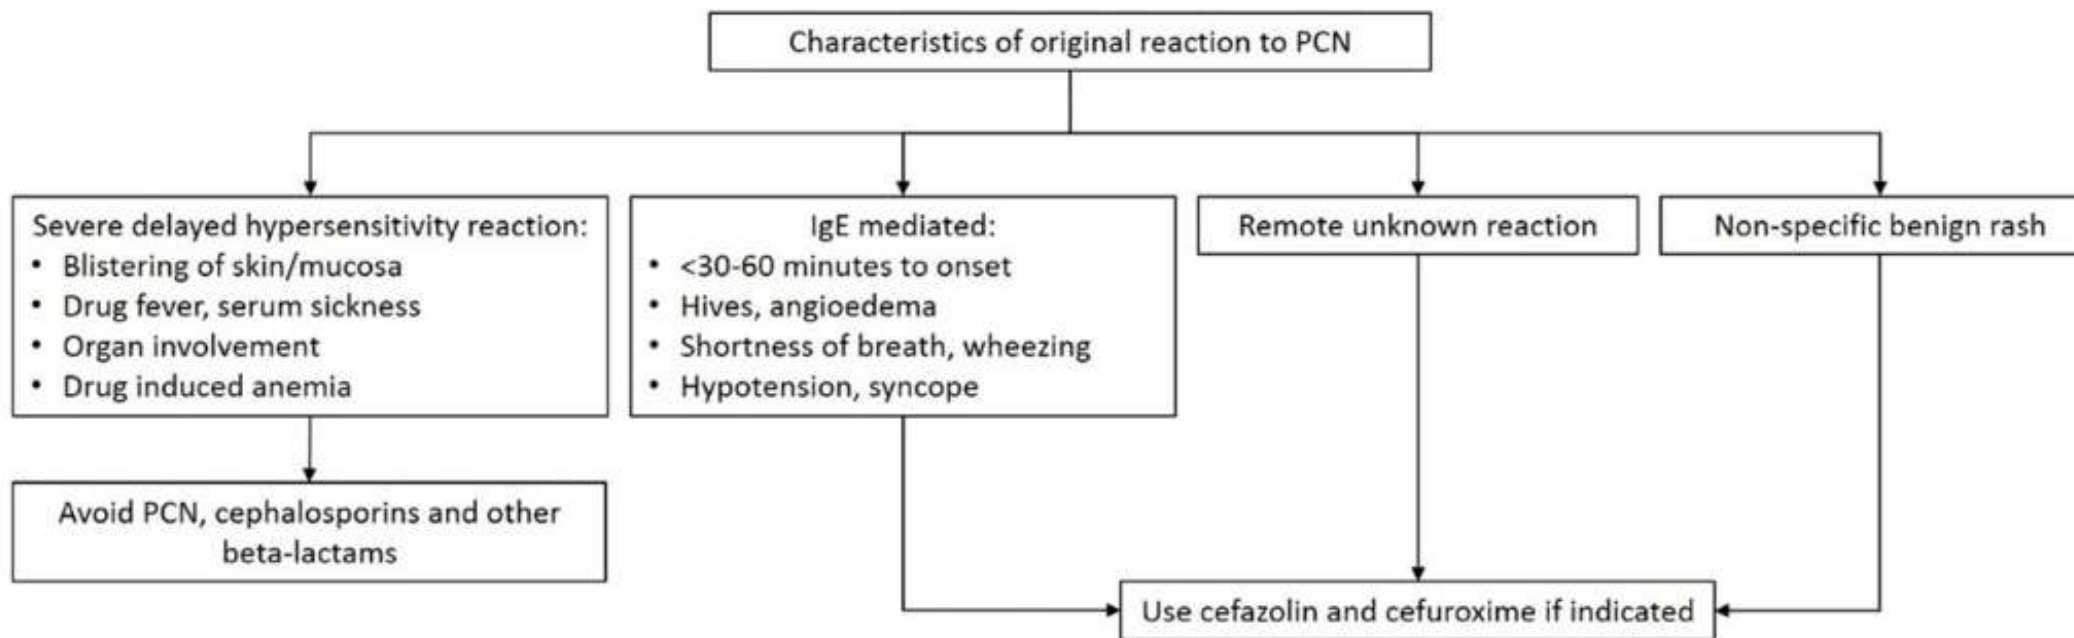 Characteristics of original reaction to PCN
Severe delayed hypersensitivity reaction:
• Blistering of skin/mucosa
• Drug fever, serum sickness
• Organ involvement
• Drug induced anemia
IgE mediated:
• <30-60 minutes to onset
• Hives, angioedema
• Shortness of breath, wheezing
• Hypotension, syncope
Remote unknown reaction
Non-specific benign rash
Avoid PCN, cephalosporins and other
beta-lactams
Use cefazolin and cefuroxime if indicated